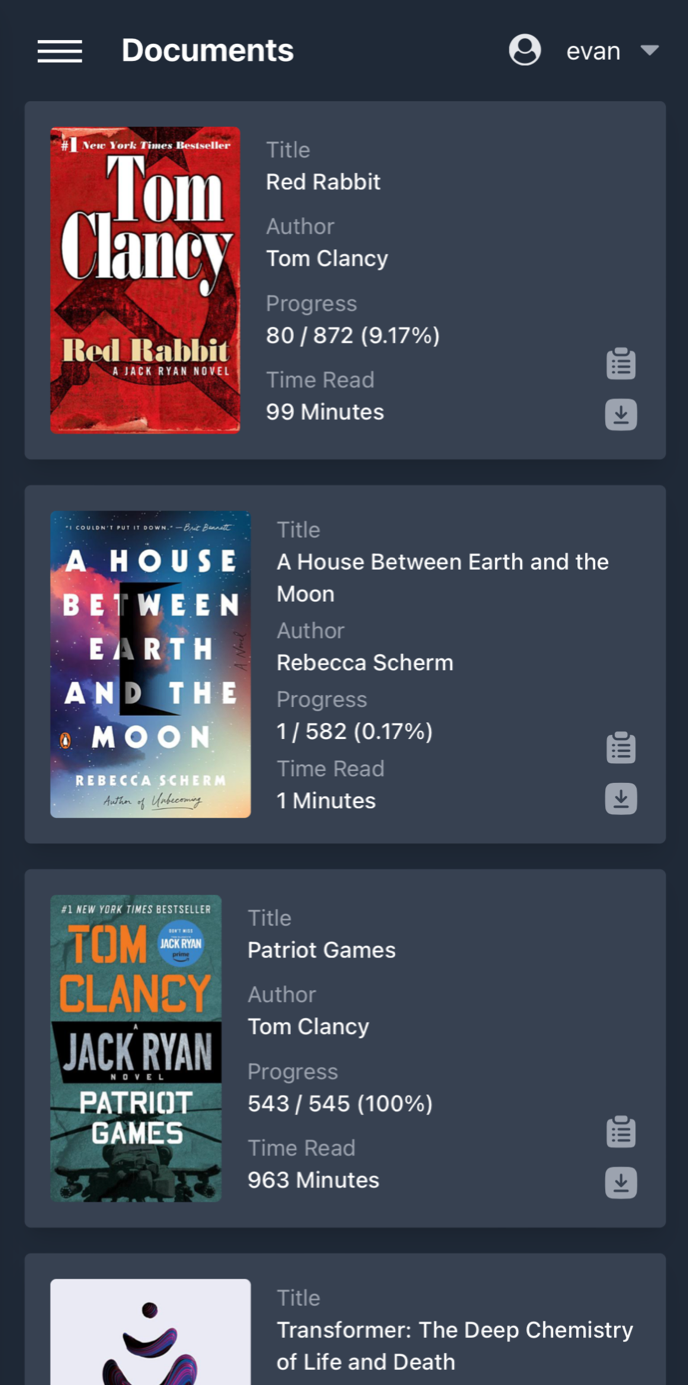 Documents
evan
#1 New York Times Bestseller
Tom
Clancy
Red Rabbit
A JACK RYAN NOVEL
Title
Red Rabbit
Author
Tom Clancy
Progress
80 / 872 (9.17%)
Time Read
99 Minutes
"I COULDN'T PUT IT DOWN." —Brit Bennett
A HOUSE
BETWEEN
EARTH
AND THE
MOON
A Novel
REBECCA SCHERM
Author of Unbecoming
Title
A House Between Earth and the
Moon
Author
Rebecca Scherm
Progress
1 / 582 (0.17%)
Time Read
1 Minutes
#1 NEW YORK TIMES BESTSELLER
TOM
CLANCY
DON'T MISS
JACK RYAN
prime
A
JACK RYAN
NOVEL
PATRIOT
GAMES
Title
Patriot Games
Author
Tom Clancy
Progress
543 / 545 (100%)
Time Read
963 Minutes
Title
Transformer: The Deep Chemistry
of Life and Death